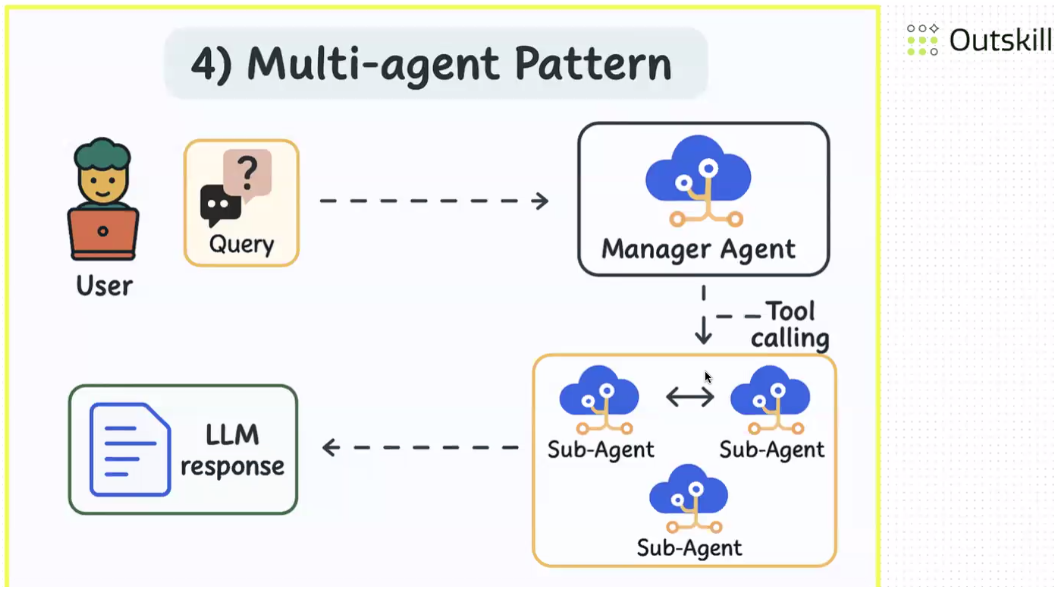 4) Multi-agent Pattern
Outskill
?
Query
User
Manager Agent
Tool
calling
Sub-Agent
Sub-Agent
Sub-Agent
LLM
response